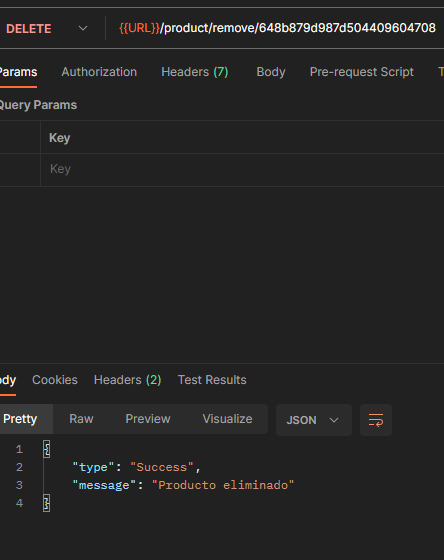 DELETE {{URL}}/product/remove/648b879d987d504409604708
Params Authorization Headers (7) Body Pre-request Script T
Query Params
Key
Key
ody Cookies Headers (2) Test Results
Pretty Raw Preview Visualize JSON
1 {
2 "type": "Success",
3 "message": "Producto eliminado"
4 }